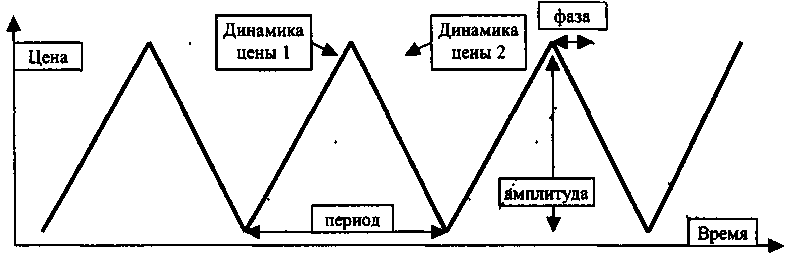 фаза
Динамика
цены 1
Динамика
цены 2
Цена
амплитуда
период
Время